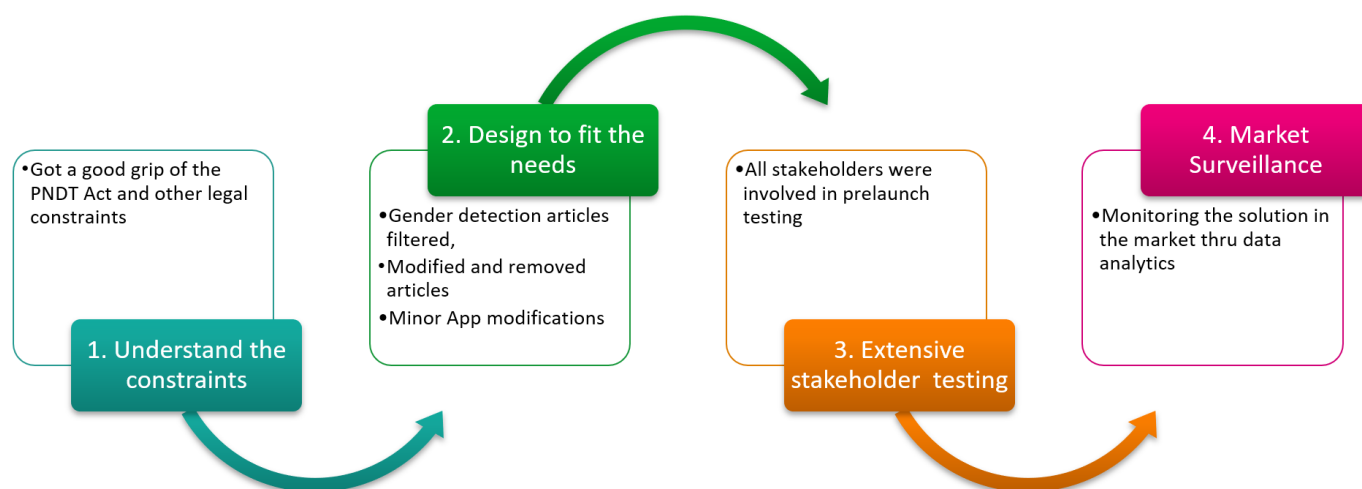 •Got a good grip of the
PNDT Act and other legal
constraints
1. Understand the
constraints
2. Design to fit the
needs
•Gender detection articles
filtered,
•Modified and removed
articles
•Minor App modifications
•All stakeholders were
involved in prelaunch
testing
3. Extensive
stakeholder testing
4. Market
Surveillance
•Monitoring the solution in
the market thru data
analytics